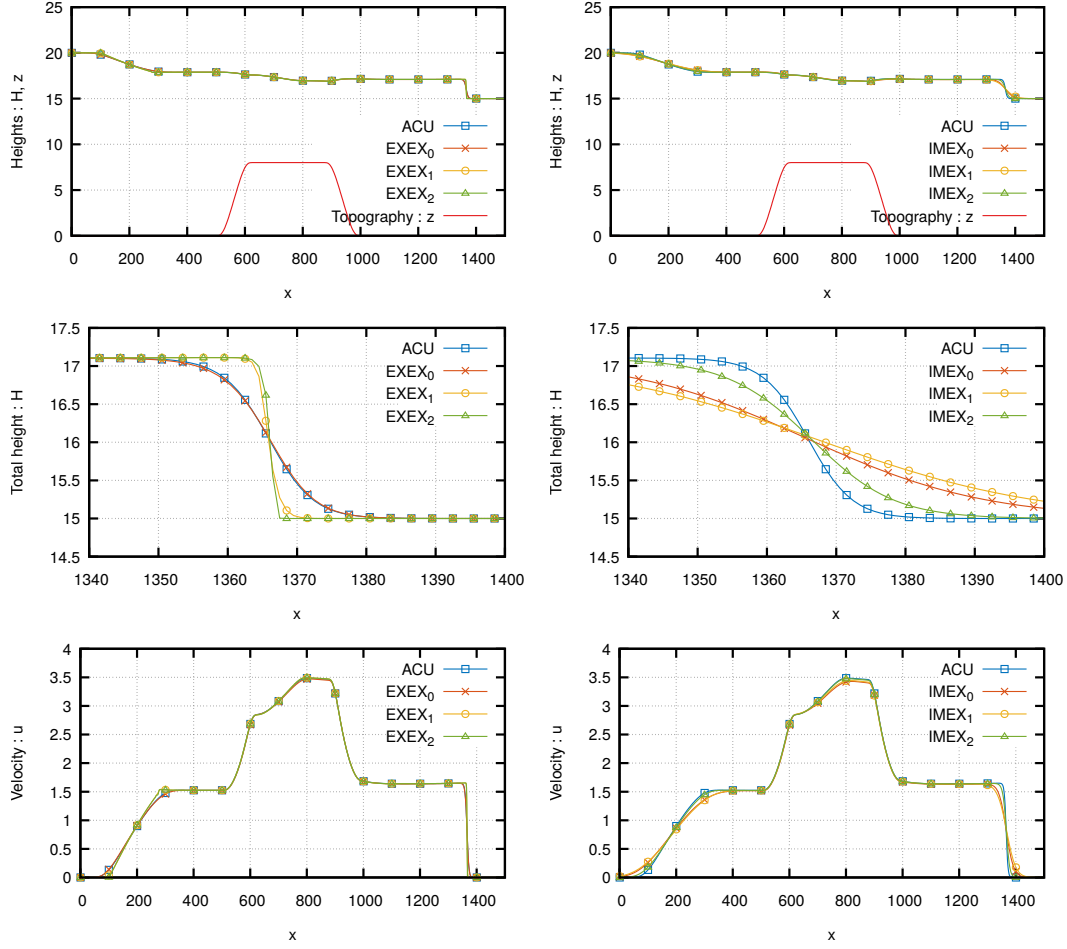 25
20
15
10
5
0
Heights : H, z
ACU
EXEX0
EXEX1
EXEX2
Topography : z
0 200 400 600 800 1000 1200 1400
x
25
20
15
10
5
0
Heights : H, z
ACU
IMEX0
IMEX1
IMEX2
Topography : z
0 200 400 600 800 1000 1200 1400
x
17.5
17
16.5
16
15.5
15
14.5
Total height : H
ACU
EXEX0
EXEX1
EXEX2
1340 1350 1360 1370 1380 1390 1400
x
17.5
17
16.5
16
15.5
15
14.5
Total height : H
ACU
IMEX0
IMEX1
IMEX2
1340 1350 1360 1370 1380 1390 1400
x
4
3.5
3
2.5
2
1.5
1
0.5
0
Velocity : u
ACU
EXEX0
EXEX1
EXEX2
0 200 400 600 800 1000 1200 1400
x
4
3.5
3
2.5
2
1.5
1
0.5
0
Velocity : u
ACU
IMEX0
IMEX1
IMEX2
0 200 400 600 800 1000 1200 1400
x